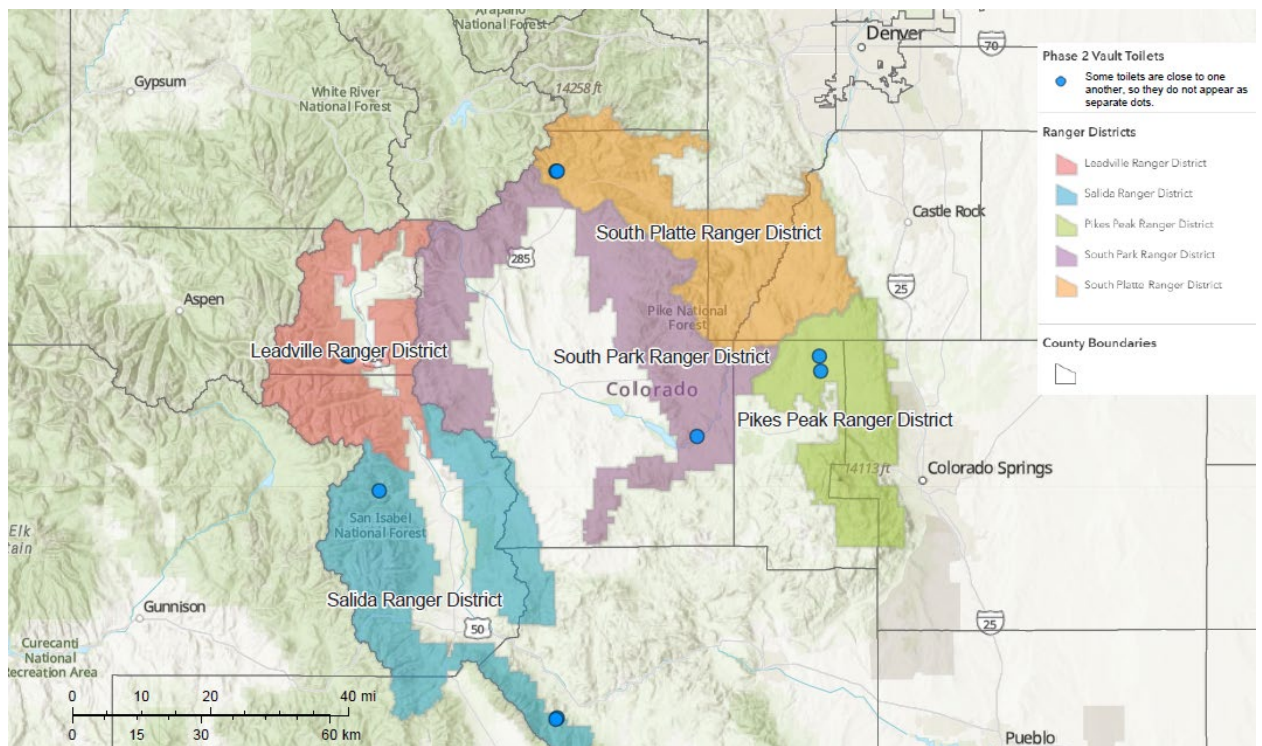 Arapaho
National Forest
Denver
70
Gypsum
White River
National Forest
14258 ft
South Platte Ranger District
285
Castle Rock
Aspen
25
Pike National
Forest
Leadville Ranger District
South Park Ranger District
Colorado
Pikes Peak Ranger District
14113 ft
Colorado Springs
San Isabel
National Forest
Elk
Salida Ranger District
Gunnison
50
25
Curecanti
National
Recreation Area
0 10 20 40 mi
0 15 30 60 km
Pueblo
Phase 2 Vault Toilets
Some toilets are close to one
another, so they do not appear as
separate dots.
Ranger Districts
Leadville Ranger District
Salida Ranger District
Pikes Peak Ranger District
South Park Ranger District
South Platte Ranger District
County Boundaries